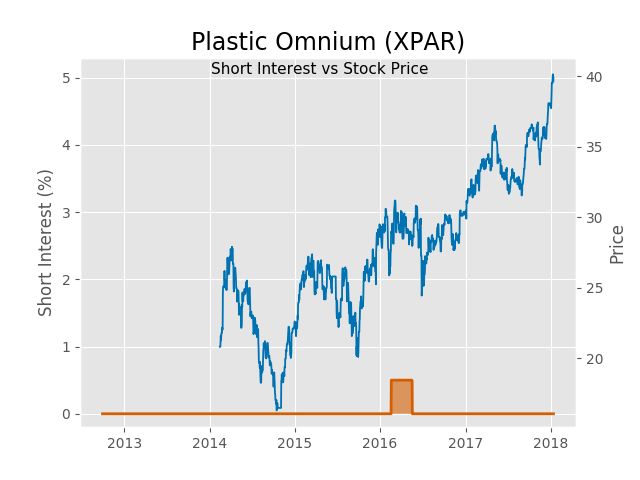 Plastic Omnium (XPAR)
Short Interest vs Stock Price
Short Interest (%)
5
4
3
2
1
0
40
35
30
25
20
Price
2013 2014 2015 2016 2017 2018